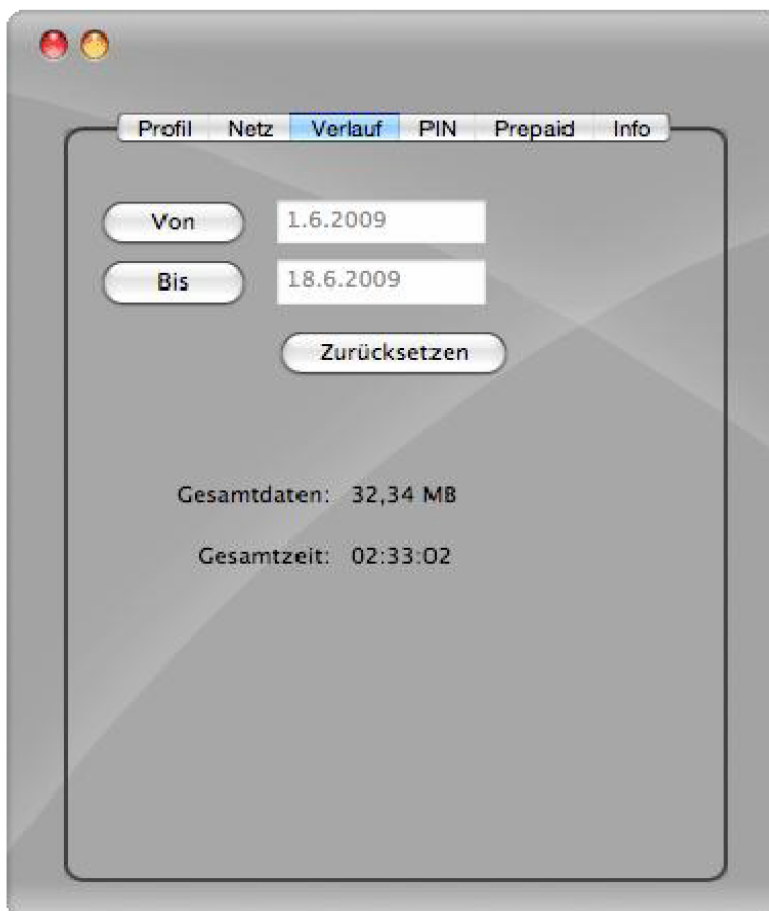 Profil Netz Verlauf PIN Prepaid Info
Von 1.6.2009
Bis 18.6.2009
Zurücksetzen
Gesamtdaten: 32,34 MB
Gesamtzeit: 02:33:02